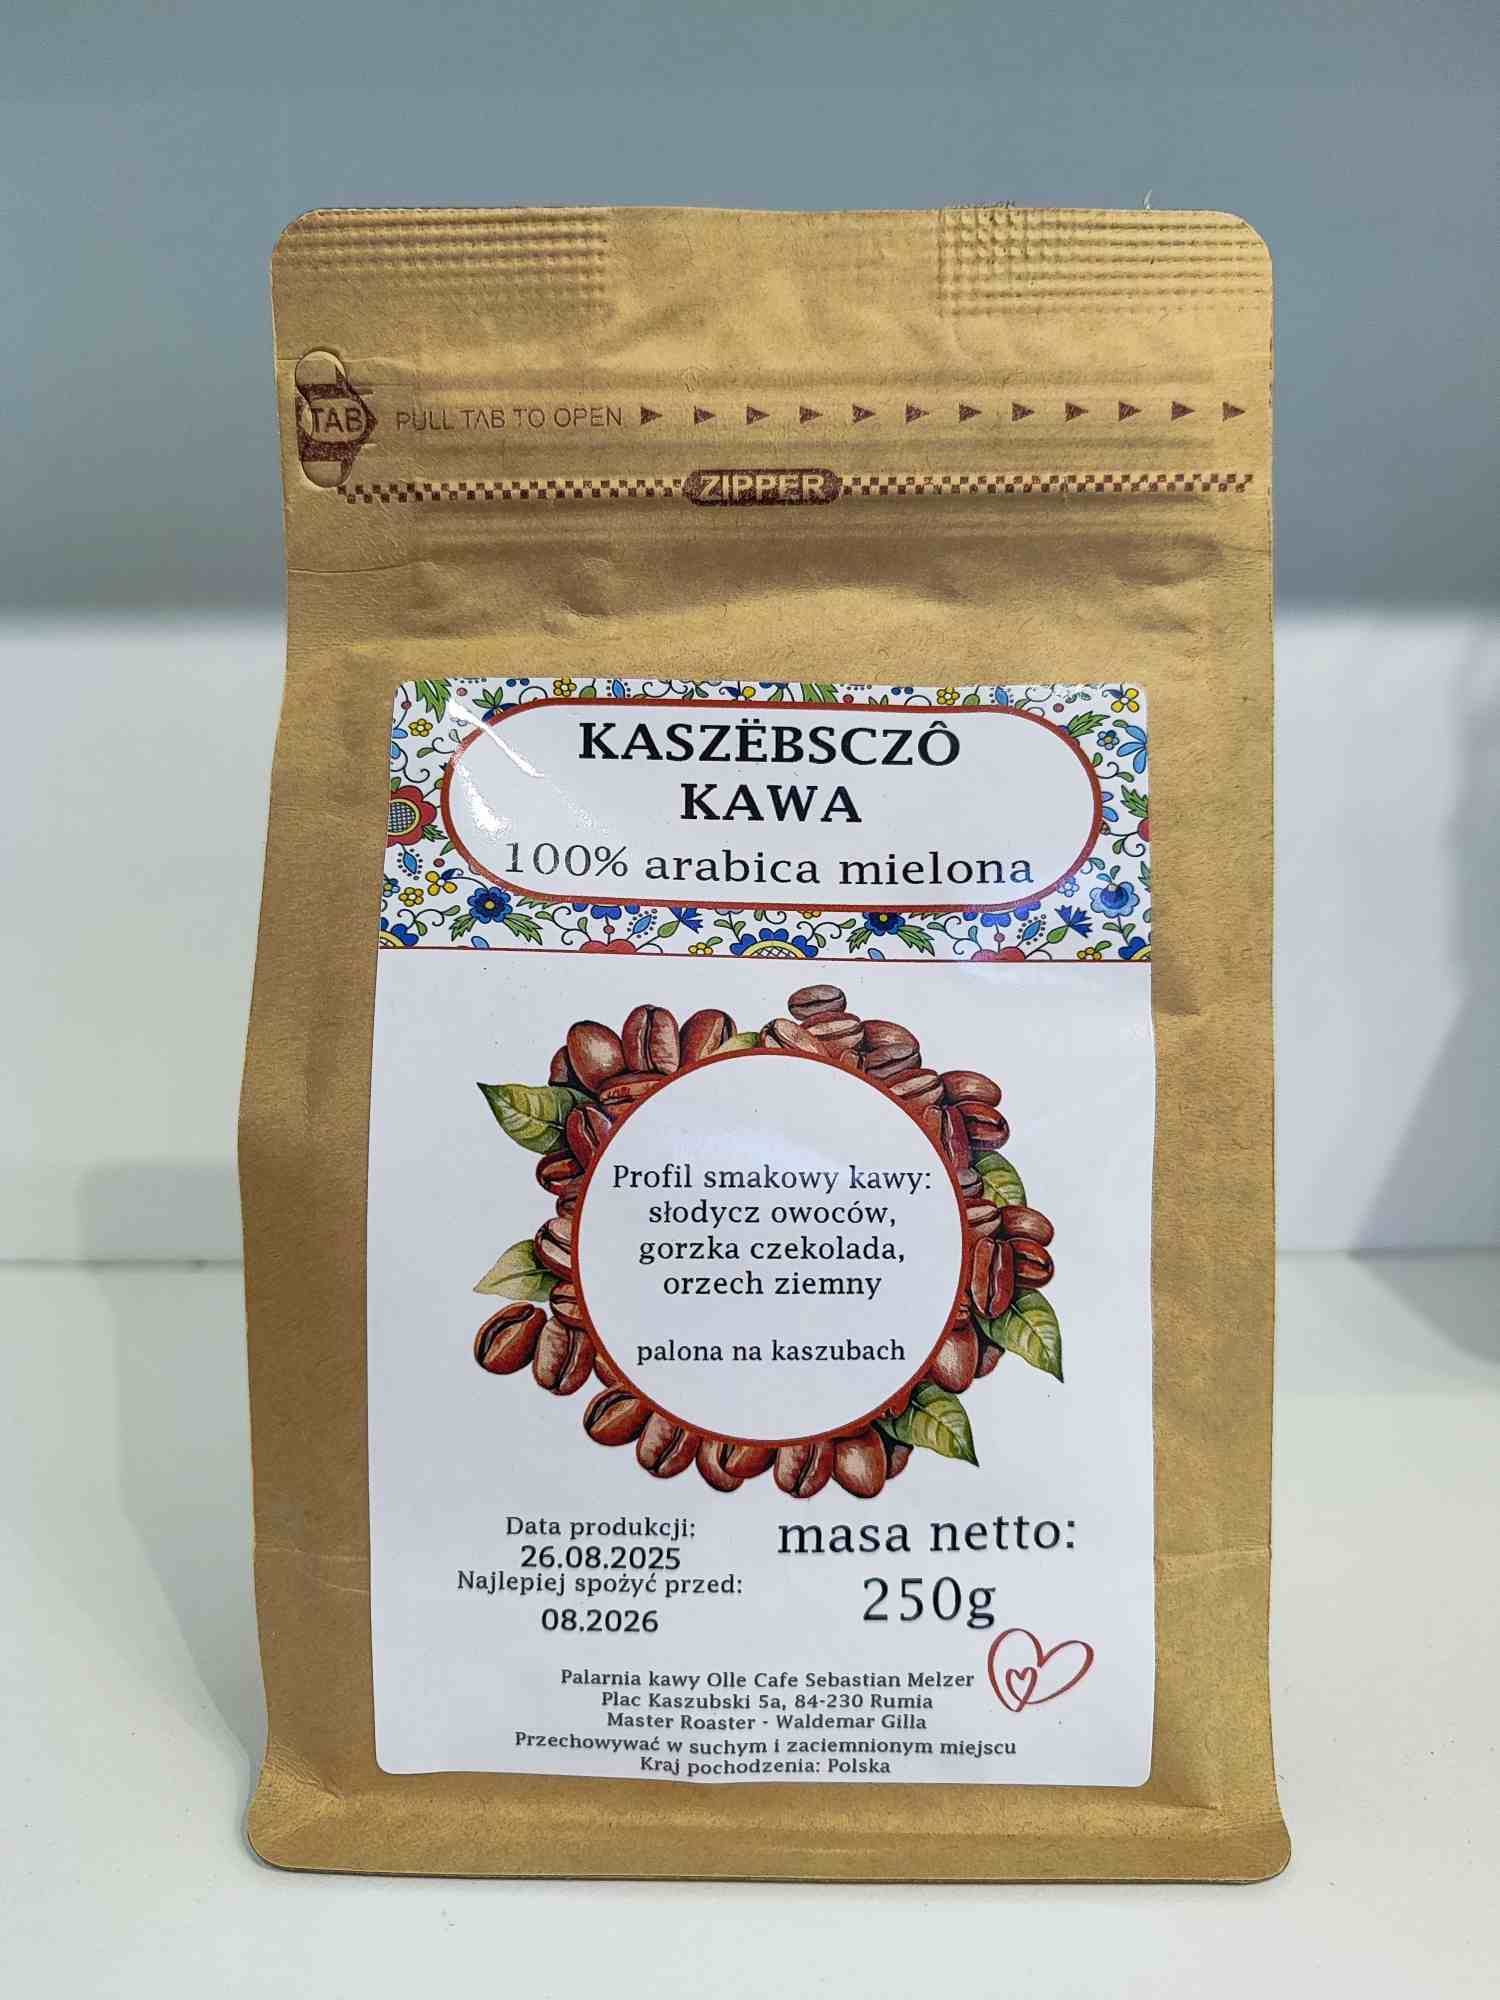 TAB PULL TAB TO OPEN
ZIPPER
KASZËBSCZÔ
KAWA
100% arabica mielona
Profil smakowy kawy:
słodycz owoców,
gorzka czekolada,
orzech ziemny
palona na kaszubach
Data produkcji:
26.08.2025
Najlepiej spożyć przed:
08.2026
masa netto:
250g
Palarnia kawy Olle Cafe Sebastian Melzer
Plac Kaszubski 5a, 84-230 Rumia
Master Roaster - Waldemar Gilla
Przechowywać w suchym i zaciemnionym miejscu
Kraj pochodzenia: Polska